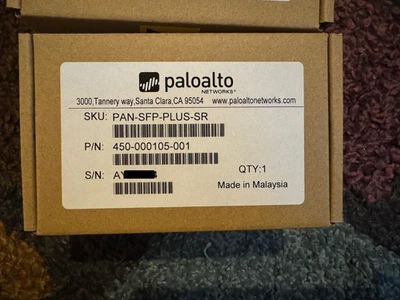 paloalto
NETWORKS®
3000,Tannery way,Santa Clara,CA 95054 www.paloaltonetworks.com
SKU: PAN-SFP-PLUS-SR
P/N: 450-000105-001
S/N: AY
QTY:1
Made in Malaysia